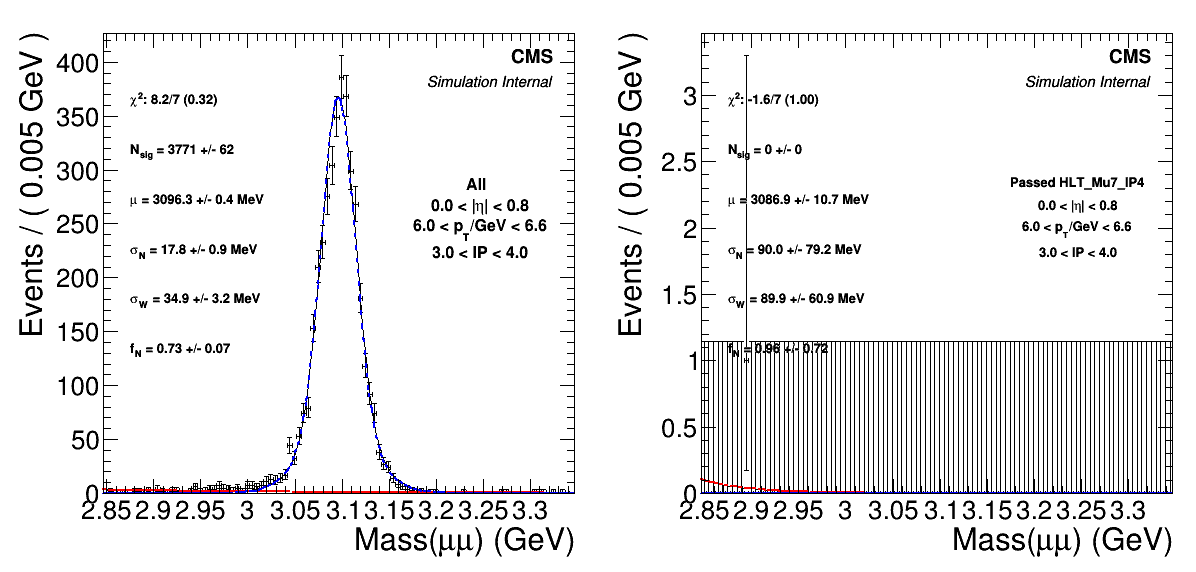 Events / ( 0.005 GeV )
400
350
300
250
200
150
100
50
0
CMS
Simulation Internal
χ²: 8.2/7 (0.32)
N_sig = 3771 +/- 62
μ = 3096.3 +/- 0.4 MeV
σ_N = 17.8 +/- 0.9 MeV
σ_W = 34.9 +/- 3.2 MeV
f_N = 0.73 +/- 0.07
All
0.0 < |η| < 0.8
6.0 < p_T/GeV < 6.6
3.0 < IP < 4.0
2.85 2.9 2.95 3 3.05 3.1 3.15 3.2 3.25 3.3
Mass(μμ) (GeV)
Events / ( 0.005 GeV )
3
2.5
2
1.5
1
0.5
0
CMS
Simulation Internal
χ²: -1.6/7 (1.00)
N_sig = 0 +/- 0
μ = 3086.9 +/- 10.7 MeV
σ_N = 90.0 +/- 79.2 MeV
σ_W = 89.9 +/- 60.9 MeV
f_N = 0.96 +/- 0.72
Passed HLT_Mu7_IP4
0.0 < |η| < 0.8
6.0 < p_T/GeV < 6.6
3.0 < IP < 4.0
2.85 2.9 2.95 3 3.05 3.1 3.15 3.2 3.25 3.3
Mass(μμ) (GeV)